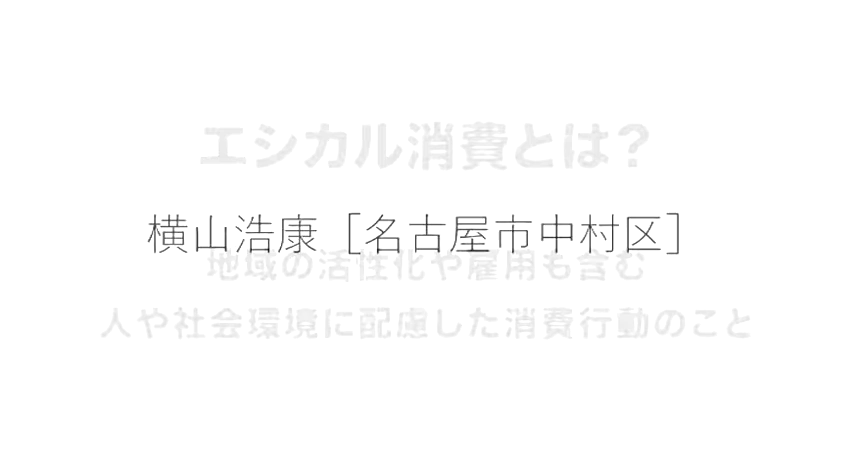 エシカル消費とは?
横山浩康［名古屋市中村区］
地域の活性化や雇用も含む
人や社会環境に配慮した消費行動のこと